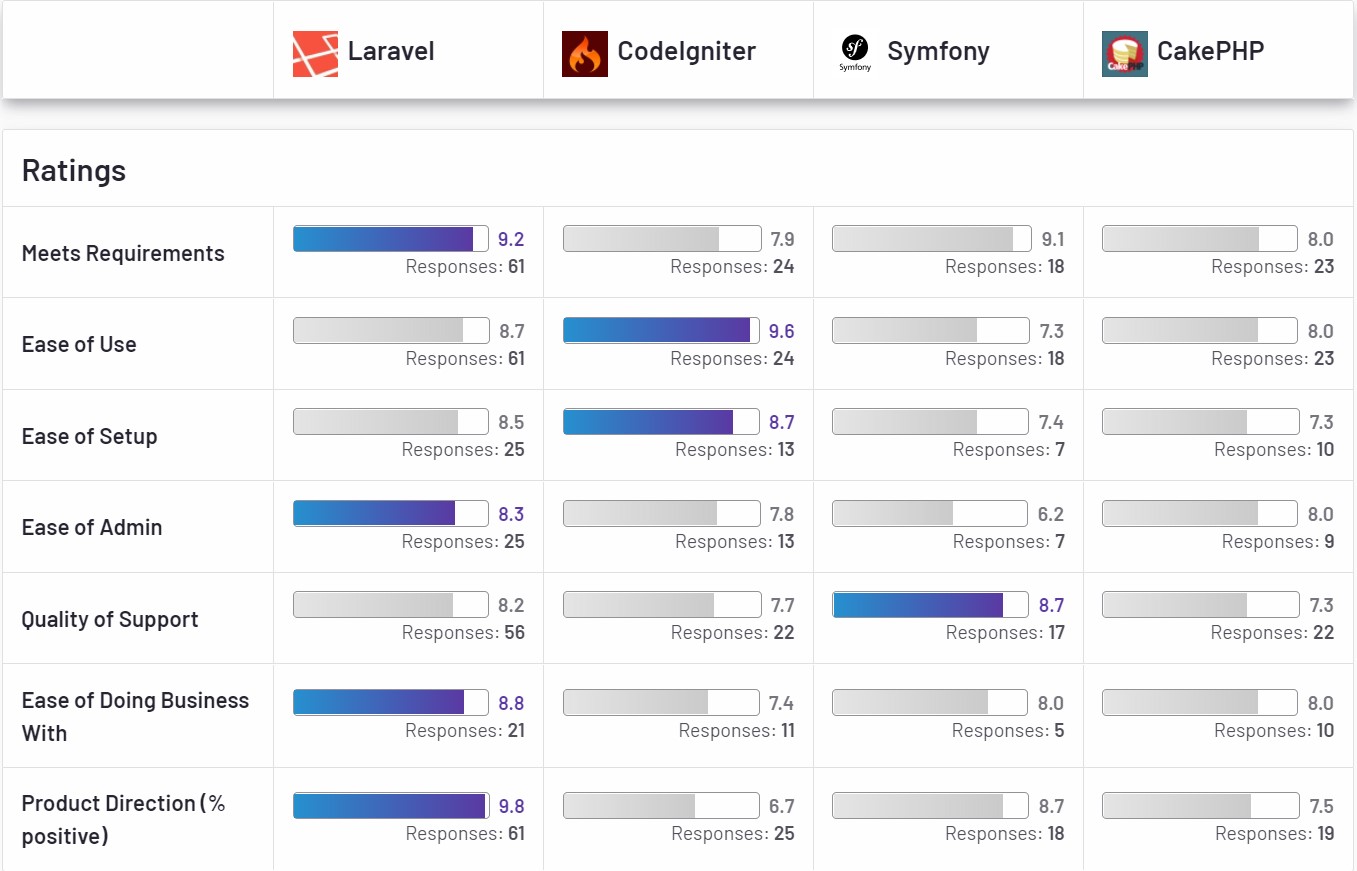 Laravel CodeIgniter Symfony CakePHP
Symfony
CakePHP
Ratings
Meets Requirements 9.2 7.9 9.1 8.0
Responses: 61 Responses: 24 Responses: 18 Responses: 23
Ease of Use 8.7 9.6 7.3 8.0
Responses: 61 Responses: 24 Responses: 18 Responses: 23
Ease of Setup 8.5 8.7 7.4 7.3
Responses: 25 Responses: 13 Responses: 7 Responses: 10
Ease of Admin 8.3 7.8 6.2 8.0
Responses: 25 Responses: 13 Responses: 7 Responses: 9
Quality of Support 8.2 7.7 8.7 7.3
Responses: 56 Responses: 22 Responses: 17 Responses: 22
Ease of Doing Business 8.8 7.4 8.0 8.0
With Responses: 21 Responses: 11 Responses: 5 Responses: 10
Product Direction (% 9.8 6.7 8.7 7.5
positive) Responses: 61 Responses: 25 Responses: 18 Responses: 19